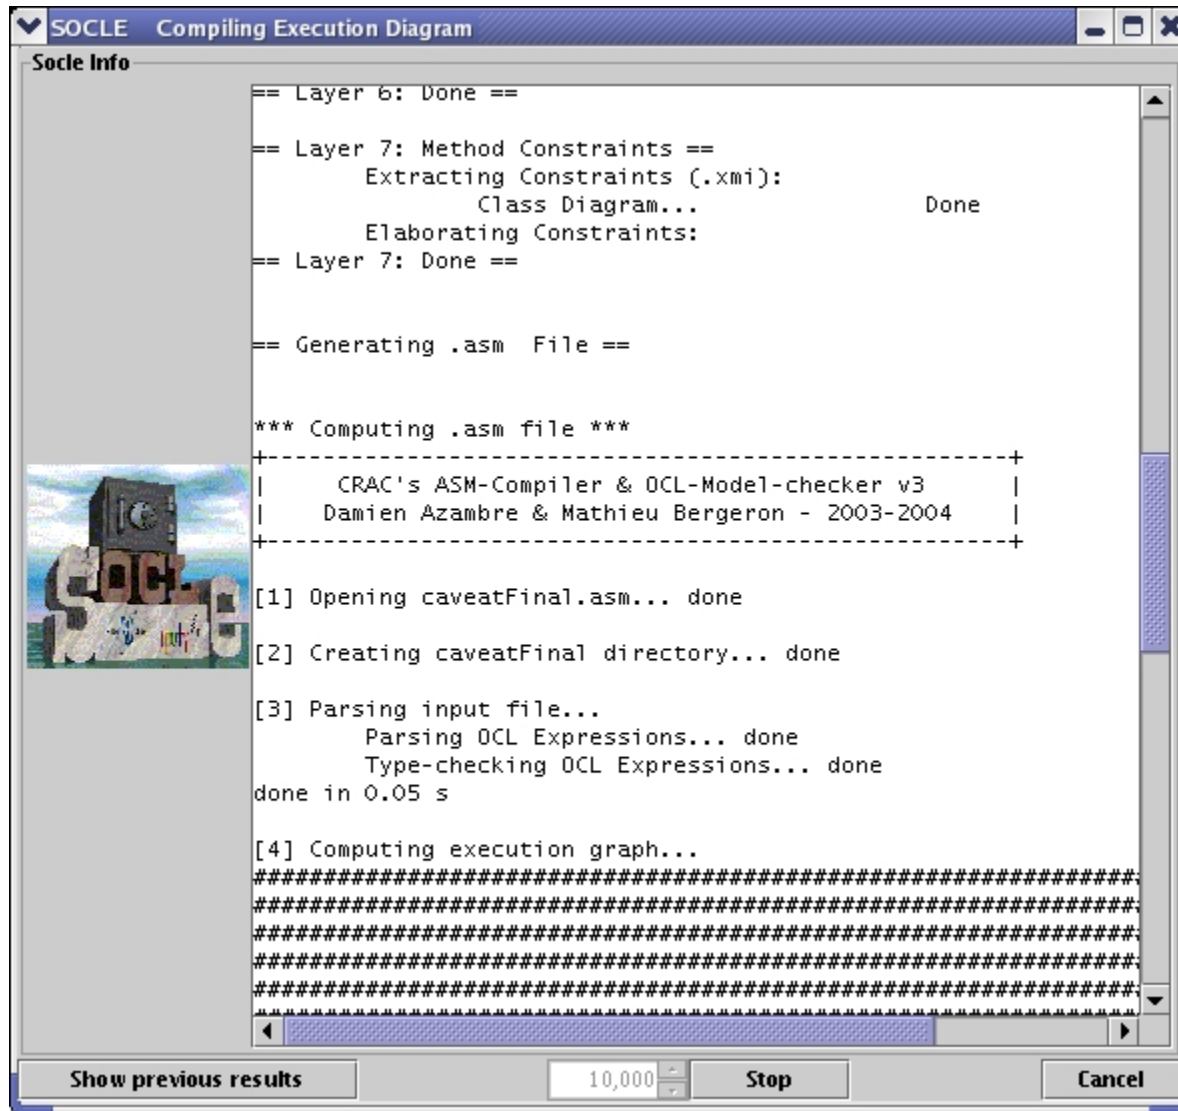 SOCLE Compiling Execution Diagram
Socle Info
== Layer 6: Done ==
== Layer 7: Method Constraints ==
Extracting Constraints (.xmi):
Class Diagram... Done
Elaborating Constraints:
== Layer 7: Done ==
== Generating .asm  File ==
*** Computing .asm file ***
+-----------------------------------------------------+
| CRAC's ASM-Compiler & OCL-Model-checker v3 |
| Damien Azambre & Mathieu Bergeron - 2003-2004 |
+-----------------------------------------------------+
SOCLe
[1] Opening caveatFinal.asm... done
[2] Creating caveatFinal directory... done
[3] Parsing input file...
Parsing OCL Expressions... done
Type-checking OCL Expressions... done
done in 0.05 s
[4] Computing execution graph...
###############################################################
###############################################################
###############################################################
###############################################################
###############################################################
Show previous results 10,000 Stop Cancel